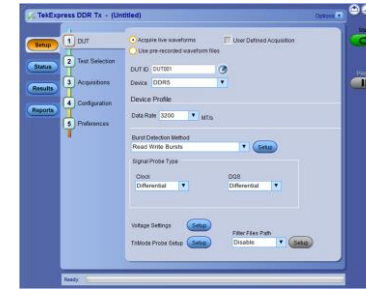 TekExpress DDR Tx - (Untitled)
Options
Setup
Status
Results
Reports
1 DUT
2 Test Selection
3 Acquisitions
4 Configuration
5 Preferences
Acquire live waveforms
User Defined Acquisition
Use pre-recorded waveform files
DUT ID DUT001
Device DDR5
Device Profile
Data Rate 3200 MT/s
Burst Detection Method
Read Write Bursts
Setup
Signal Probe Type
Clock
DQS
Differential
Differential
Voltage Settings Setup
TriMode Probe Setup Setup
Filter Files Path
Disable
Setup
Ready